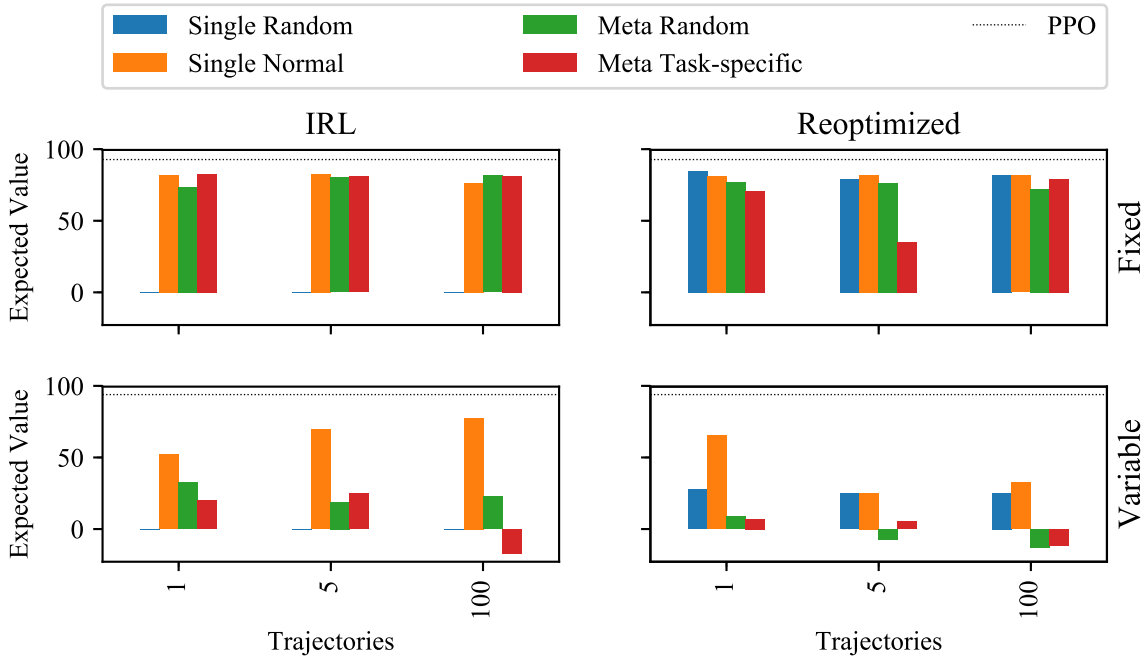 Single Random
Single Normal
Meta Random
Meta Task-specific
PPO
IRL
Reoptimized
Expected Value
100
50
0
Fixed
Expected Value
100
50
0
Variable
1
5
100
1
5
100
Trajectories
Trajectories